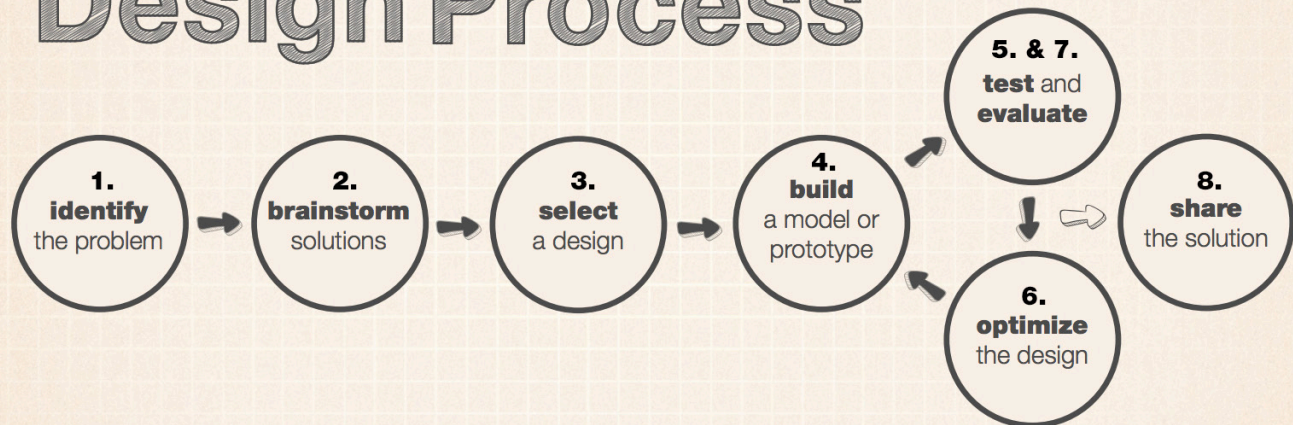 Design Process
1.
identify
the problem
2.
brainstorm
solutions
3.
select
a design
4.
build
a model or
prototype
5. & 7.
test and
evaluate
6.
optimize
the design
8.
share
the solution